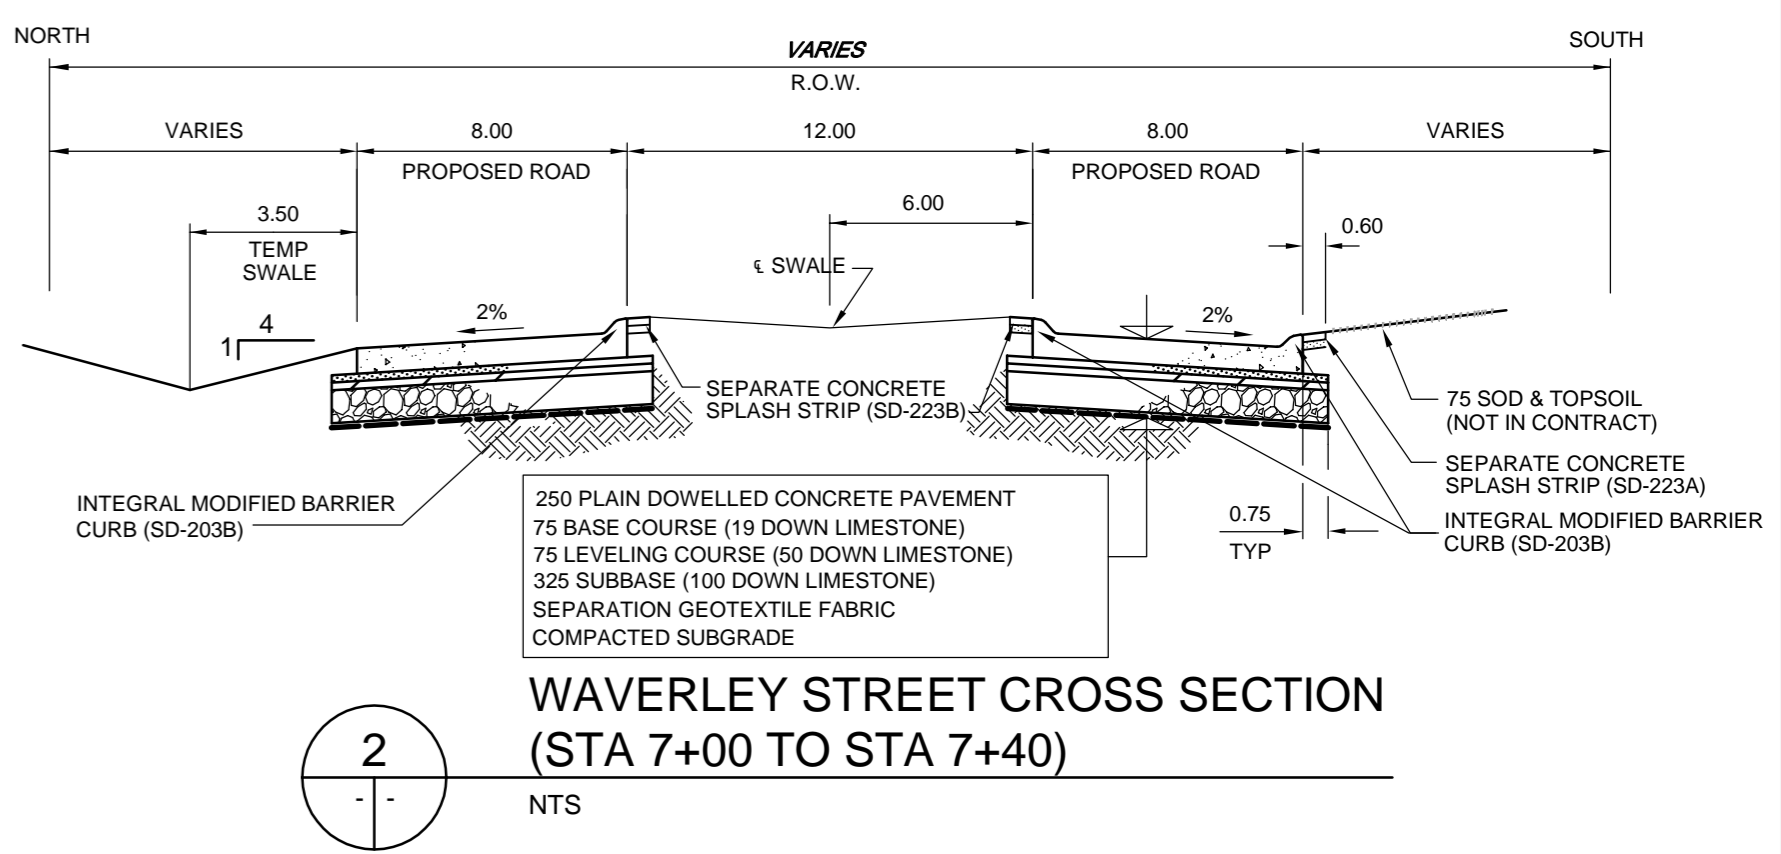 NORTH
VARIES
SOUTH
R.O.W.
VARIES
8.00
12.00
8.00
VARIES
PROPOSED ROAD
PROPOSED ROAD
3.50
TEMP
SWALE
6.00
0.60
℄ SWALE
2%
2%
4
1
SEPARATE CONCRETE
SPLASH STRIP (SD-223B)
75 SOD & TOPSOIL
(NOT IN CONTRACT)
SEPARATE CONCRETE
SPLASH STRIP (SD-223A)
INTEGRAL MODIFIED BARRIER
CURB (SD-203B)
INTEGRAL MODIFIED BARRIER
CURB (SD-203B)
0.75
TYP
250 PLAIN DOWELLED CONCRETE PAVEMENT
75 BASE COURSE (19 DOWN LIMESTONE)
75 LEVELING COURSE (50 DOWN LIMESTONE)
325 SUBBASE (100 DOWN LIMESTONE)
SEPARATION GEOTEXTILE FABRIC
COMPACTED SUBGRADE
WAVERLEY STREET CROSS SECTION
(STA 7+00 TO STA 7+40)
2
- -
NTS